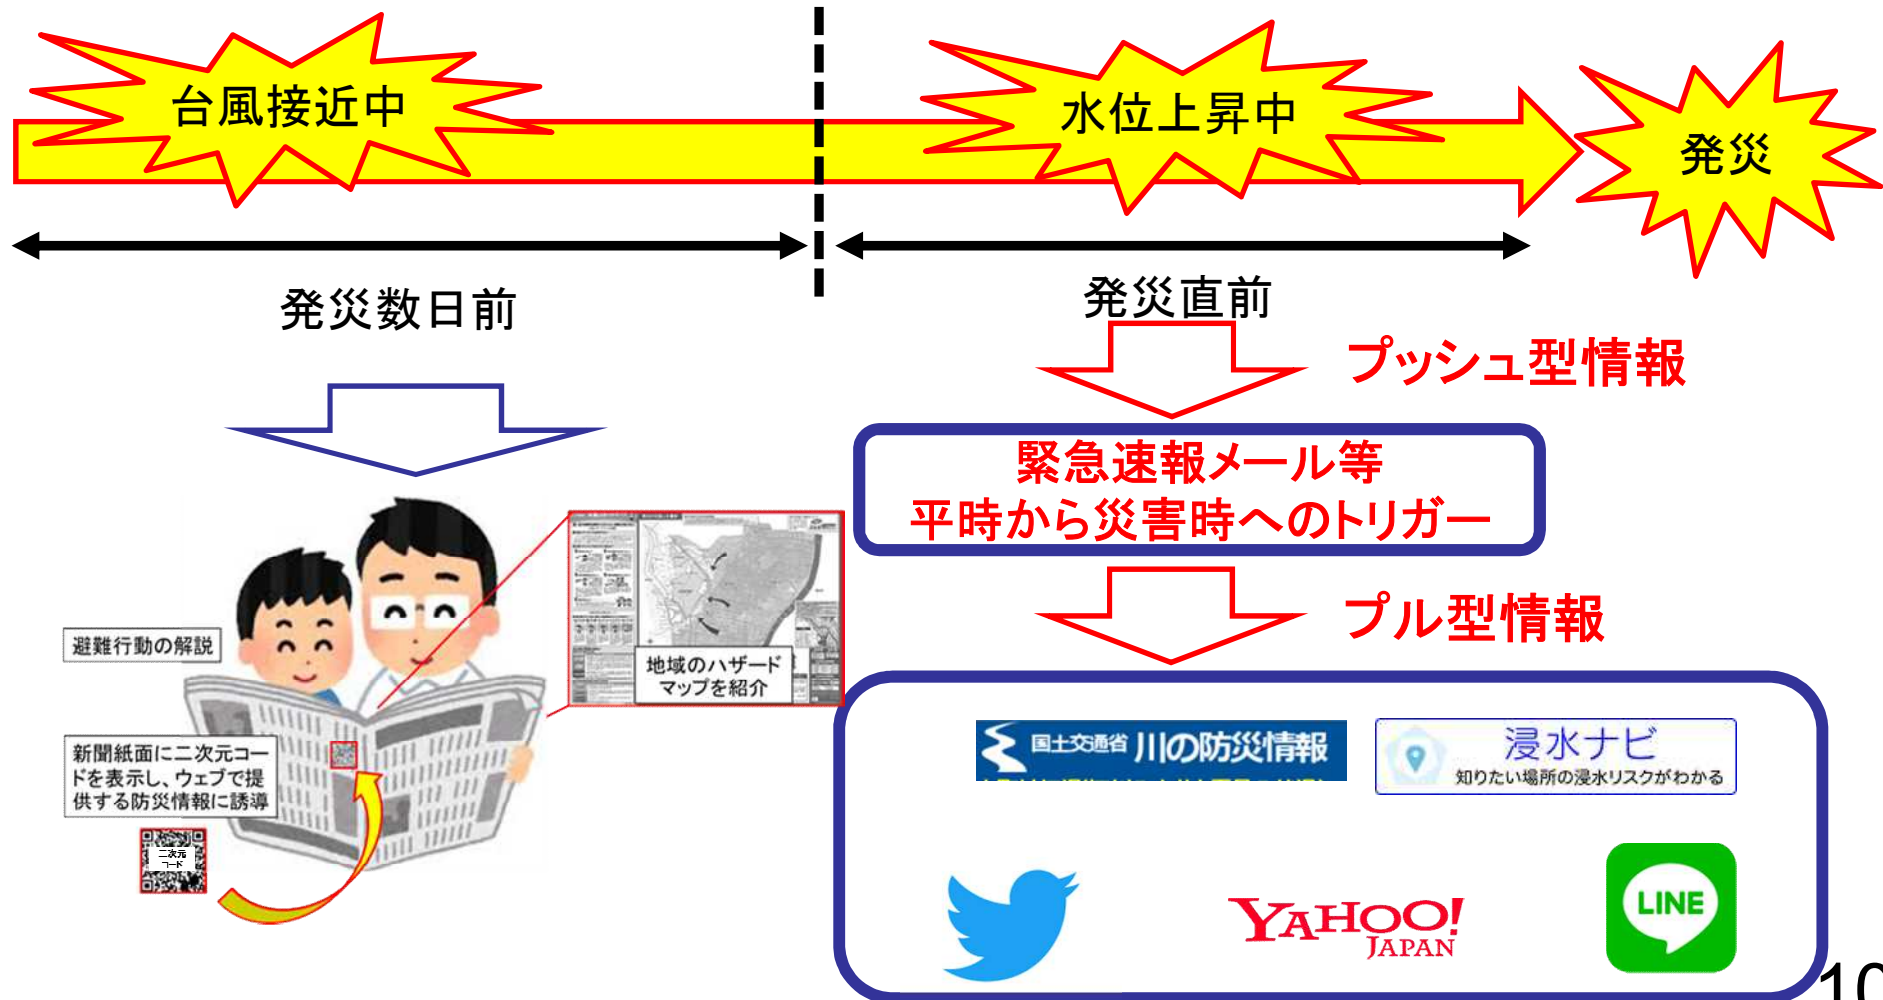 台風接近中
水位上昇中
発災
発災数日前
発災直前
プッシュ型情報
緊急速報メール等
平時から災害時へのトリガー
プル型情報
避難行動の解説
地域のハザード
マップを紹介
新聞紙面に二次元コー
ドを表示し、ウェブで提
供する防災情報に誘導
二次元
コード
国土交通省 川の防災情報
浸水ナビ
知りたい場所の浸水リスクがわかる
YAHOO!
JAPAN
LINE
10